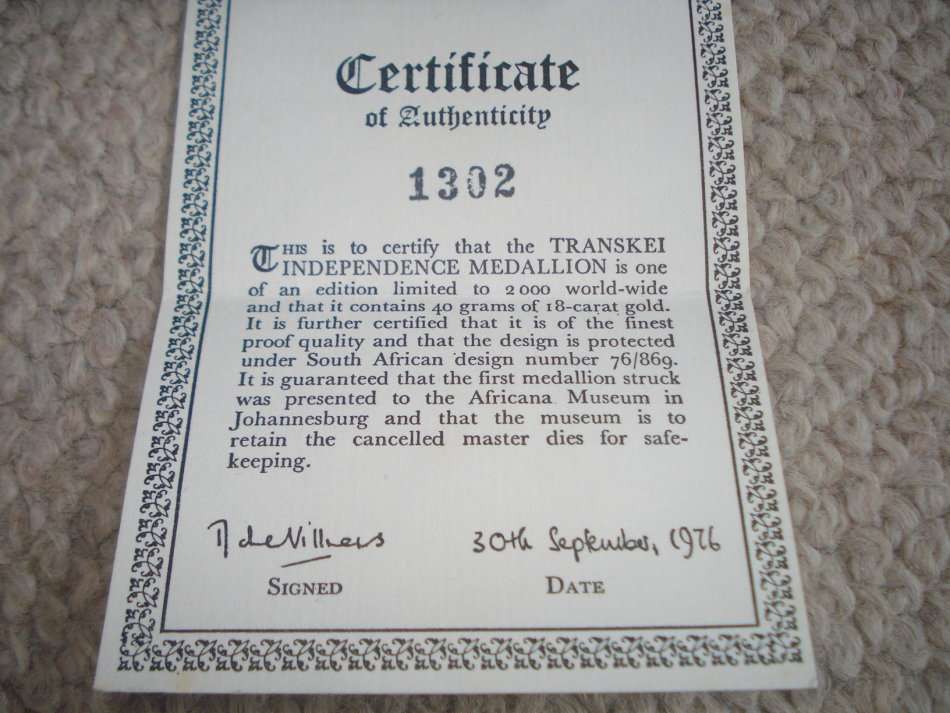 Certificate
of Authenticity
1302
THIS is to certify that the TRANSKEI
INDEPENDENCE MEDALLION is one
of an edition limited to 2 000 world-wide
and that it contains 40 grams of 18-carat gold.
It is further certified that it is of the finest
proof quality and that the design is protected
under South African design number 76/869.
It is guaranteed that the first medallion struck
was presented to the Africana Museum in
Johannesburg and that the museum is to
retain the cancelled master dies for safe-
keeping.
de Villiers 30th September, 1976
SIGNED DATE